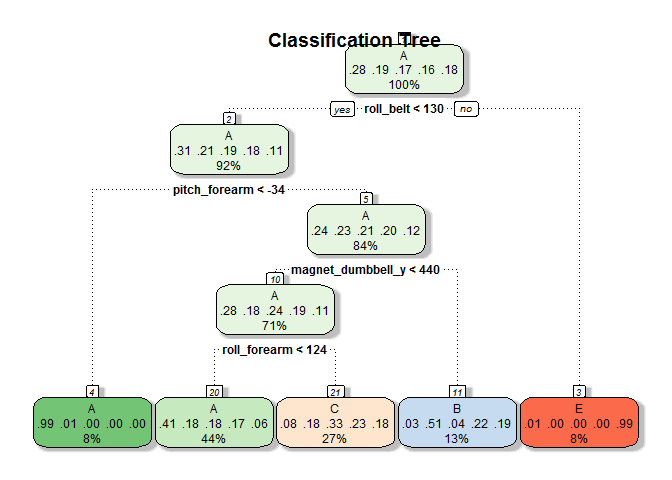 Classification Tree
1
A
.28 .19 .17 .16 .18
100%
yes roll_belt < 130 no
2
A
.31 .21 .19 .18 .11
92%
pitch_forearm < -34
5
A
.24 .23 .21 .20 .12
84%
magnet_dumbbell_y < 440
10
A
.28 .18 .24 .19 .11
71%
roll_forearm < 124
4
A
.99 .01 .00 .00 .00
8%
20
A
.41 .18 .18 .17 .06
44%
21
C
.08 .18 .33 .23 .18
27%
11
B
.03 .51 .04 .22 .19
13%
3
E
.01 .00 .00 .00 .99
8%